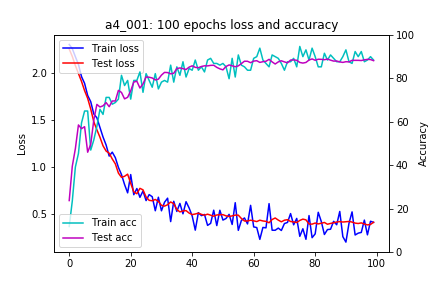 a4_001: 100 epochs loss and accuracy
Train loss
Test loss
Train acc
Test acc
Loss
2.0
1.5
1.0
0.5
Accuracy
100
80
60
40
20
0
0
20
40
60
80
100